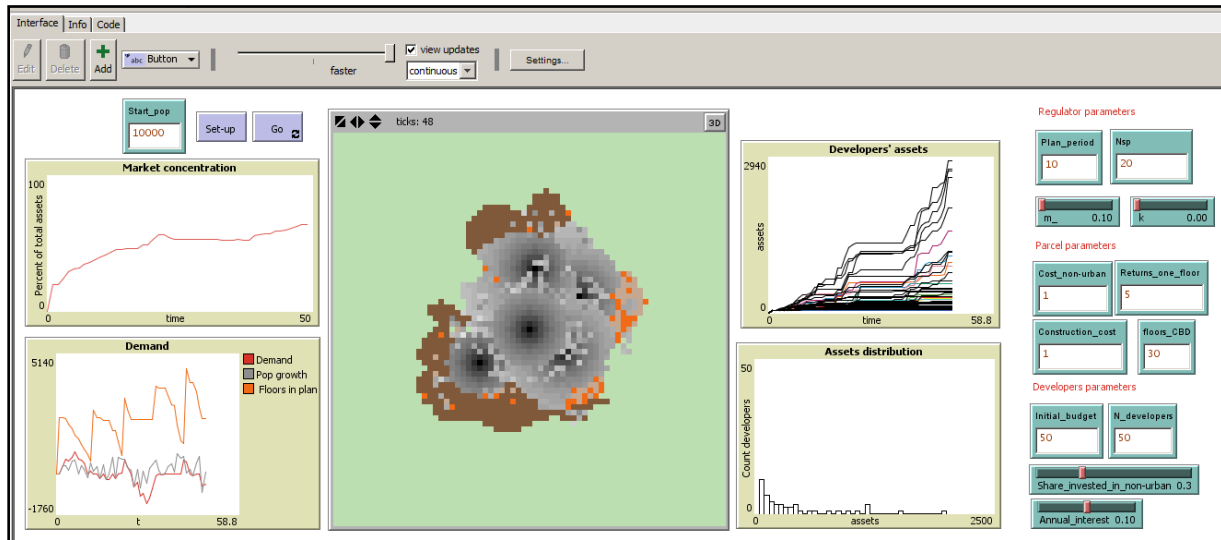 Interface Info Code
Edit Delete Add abc Button faster view updates continuous Settings...
Start_pop
10000
Set-up
Go
ticks: 48
3D
Market concentration
100
Percent of total assets
0
0 time 50
Demand
5140
Demand
Pop growth
Floors in plan
-1760
0 t 58.8
Developers' assets
2940
assets
0
0 time 58.8
Assets distribution
50
Count developers
0
0 assets 2500
Regulator parameters
Plan_period
10
Nsp
20
m_ 0.10
k 0.00
Parcel parameters
Cost_non-urban
1
Returns_one_floor
5
Construction_cost
1
floors_CBD
30
Developers parameters
Initial_budget
50
N_developers
50
Share_invested_in_non-urban 0.3
Annual_interest 0.10